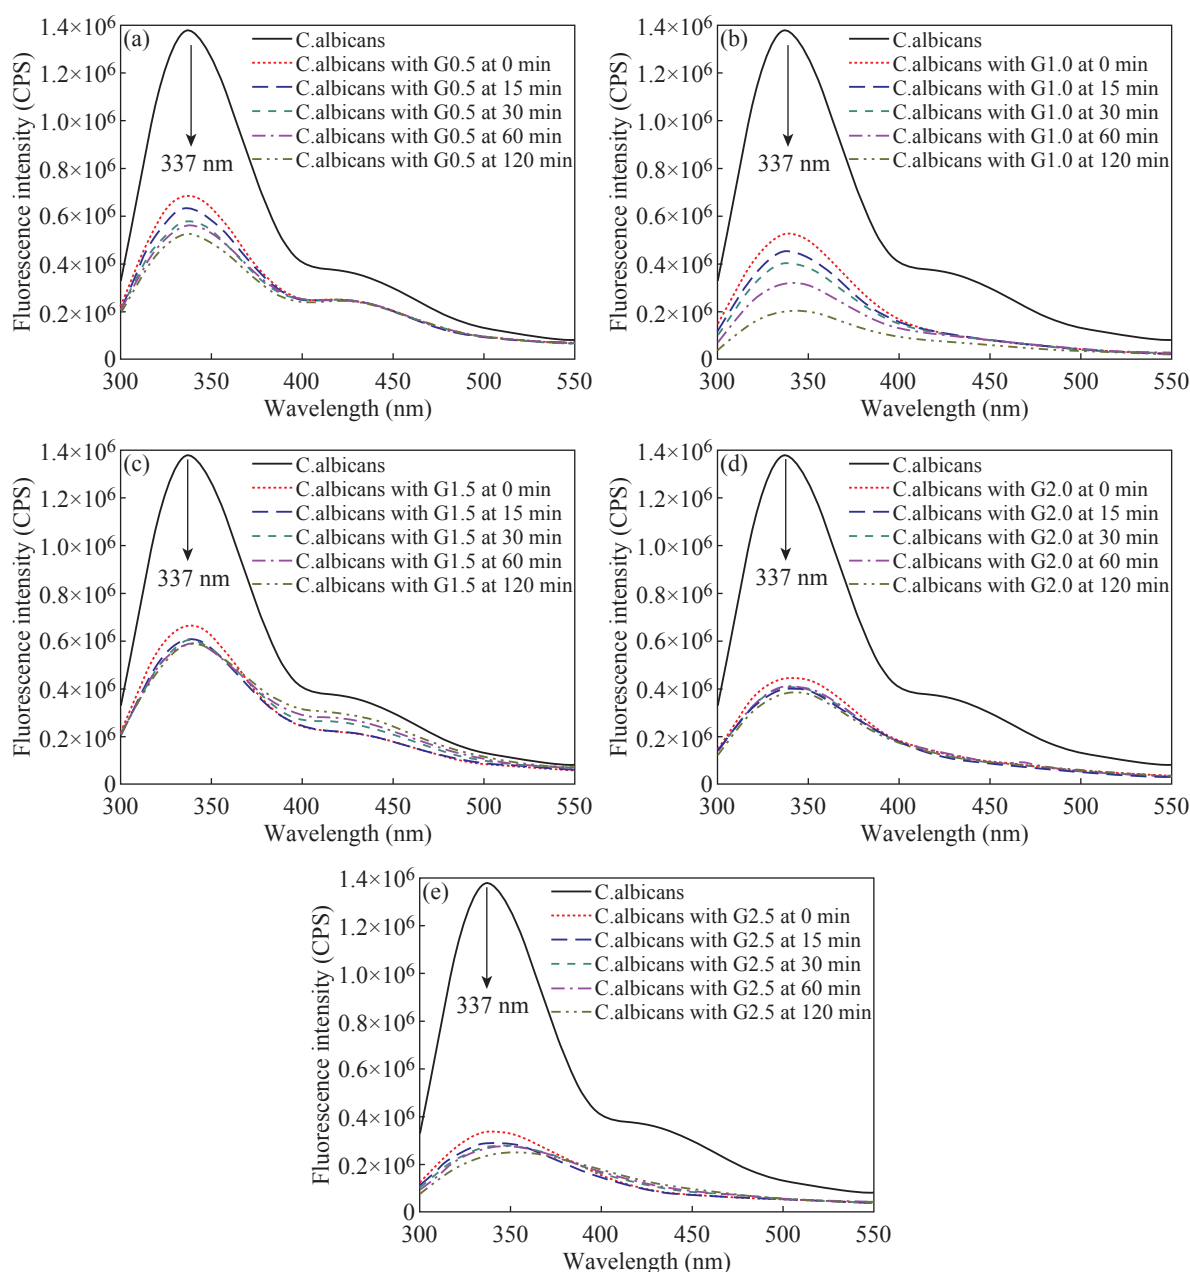 (a)
1.4×10⁶
1.2×10⁶
1.0×10⁶
0.8×10⁶
0.6×10⁶
0.4×10⁶
0.2×10⁶
0
Fluorescence intensity (CPS)
C.albicans
C.albicans with G0.5 at 0 min
C.albicans with G0.5 at 15 min
C.albicans with G0.5 at 30 min
C.albicans with G0.5 at 60 min
C.albicans with G0.5 at 120 min
337 nm
300 350 400 450 500 550
Wavelength (nm)
(b)
1.4×10⁶
1.2×10⁶
1.0×10⁶
0.8×10⁶
0.6×10⁶
0.4×10⁶
0.2×10⁶
0
Fluorescence intensity (CPS)
C.albicans
C.albicans with G1.0 at 0 min
C.albicans with G1.0 at 15 min
C.albicans with G1.0 at 30 min
C.albicans with G1.0 at 60 min
C.albicans with G1.0 at 120 min
337 nm
300 350 400 450 500 550
Wavelength (nm)
(c)
1.4×10⁶
1.2×10⁶
1.0×10⁶
0.8×10⁶
0.6×10⁶
0.4×10⁶
0.2×10⁶
0
Fluorescence intensity (CPS)
C.albicans
C.albicans with G1.5 at 0 min
C.albicans with G1.5 at 15 min
C.albicans with G1.5 at 30 min
C.albicans with G1.5 at 60 min
C.albicans with G1.5 at 120 min
337 nm
300 350 400 450 500 550
Wavelength (nm)
(d)
1.4×10⁶
1.2×10⁶
1.0×10⁶
0.8×10⁶
0.6×10⁶
0.4×10⁶
0.2×10⁶
0
Fluorescence intensity (CPS)
C.albicans
C.albicans with G2.0 at 0 min
C.albicans with G2.0 at 15 min
C.albicans with G2.0 at 30 min
C.albicans with G2.0 at 60 min
C.albicans with G2.0 at 120 min
337 nm
300 350 400 450 500 550
Wavelength (nm)
(e)
1.4×10⁶
1.2×10⁶
1.0×10⁶
0.8×10⁶
0.6×10⁶
0.4×10⁶
0.2×10⁶
0
Fluorescence intensity (CPS)
C.albicans
C.albicans with G2.5 at 0 min
C.albicans with G2.5 at 15 min
C.albicans with G2.5 at 30 min
C.albicans with G2.5 at 60 min
C.albicans with G2.5 at 120 min
337 nm
300 350 400 450 500 550
Wavelength (nm)